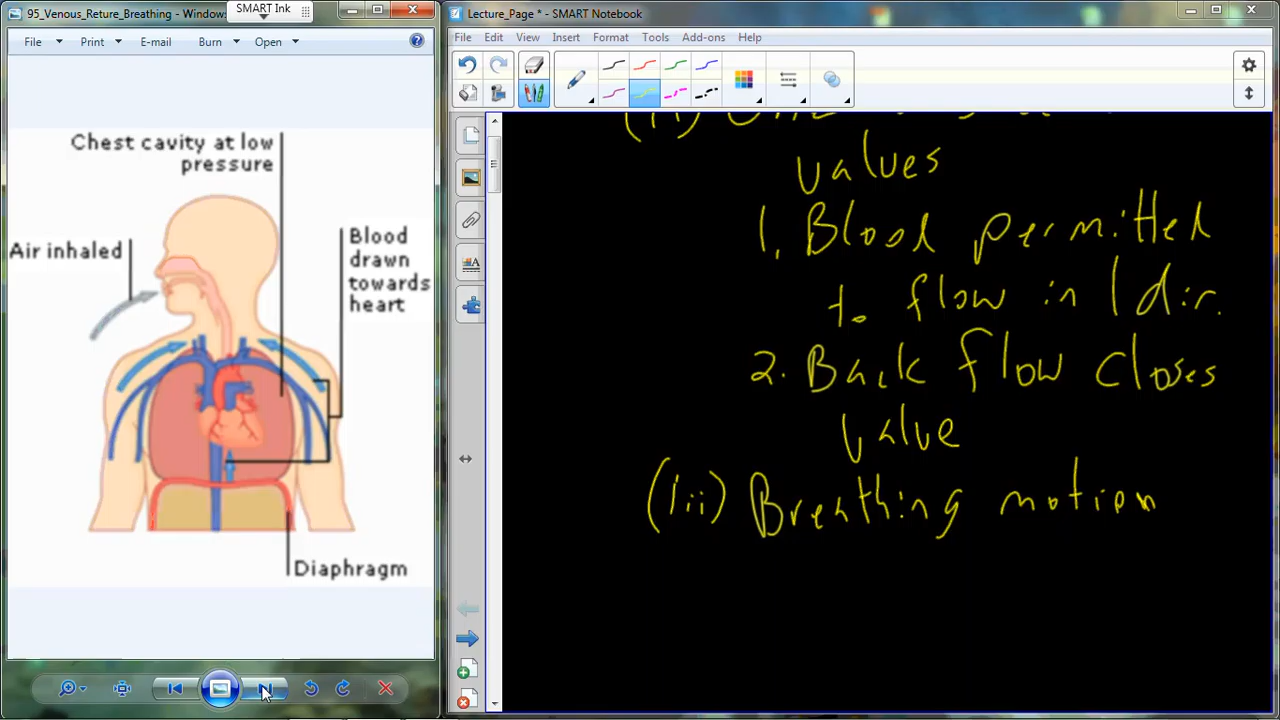 95_Venous_Reture_Breathing - Windows
SMART Ink
File Print E-mail Burn Open
Chest cavity at low
pressure
Air inhaled
Blood
drawn
towards
heart
Diaphragm
Lecture_Page * - SMART Notebook
File Edit View Insert Format Tools Add-ons Help
values
1. Blood permitted
to flow in 1 dir.
2. Back flow closes
value
(iii) Breathing motion